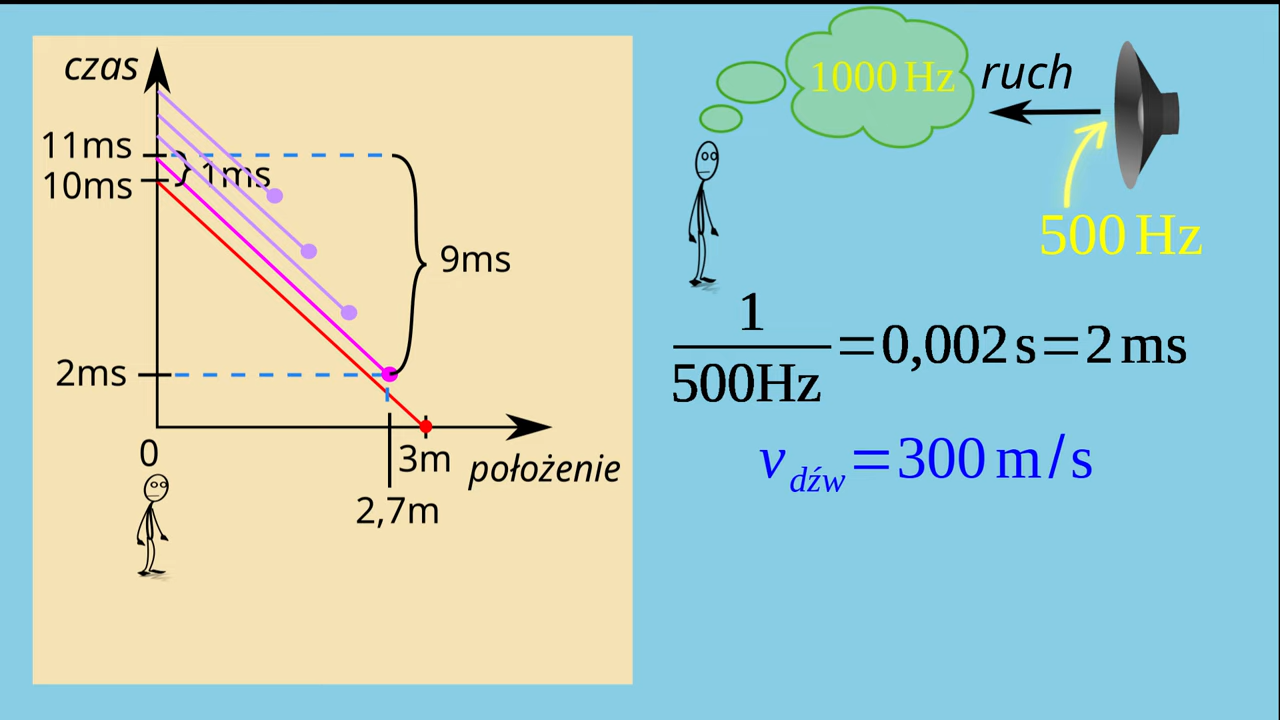 czas
11ms
1ms
10ms
9ms
2ms
0
3m
położenie
2,7m
1000 Hz
ruch
500 Hz
1
500Hz
=0,002 s=2 ms
v dźw=300 m/s